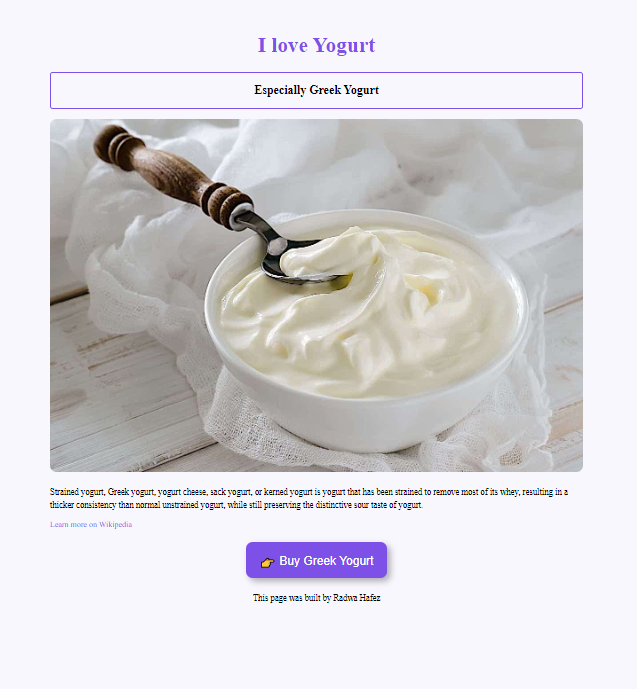 I love Yogurt
Especially Greek Yogurt
Strained yogurt, Greek yogurt, yogurt cheese, sack yogurt, or kerned yogurt is yogurt that has been strained to remove most of its whey, resulting in a
thicker consistency than normal unstrained yogurt, while still preserving the distinctive sour taste of yogurt.
Learn more on Wikipedia
👉 Buy Greek Yogurt
This page was built by Radwa Hafez